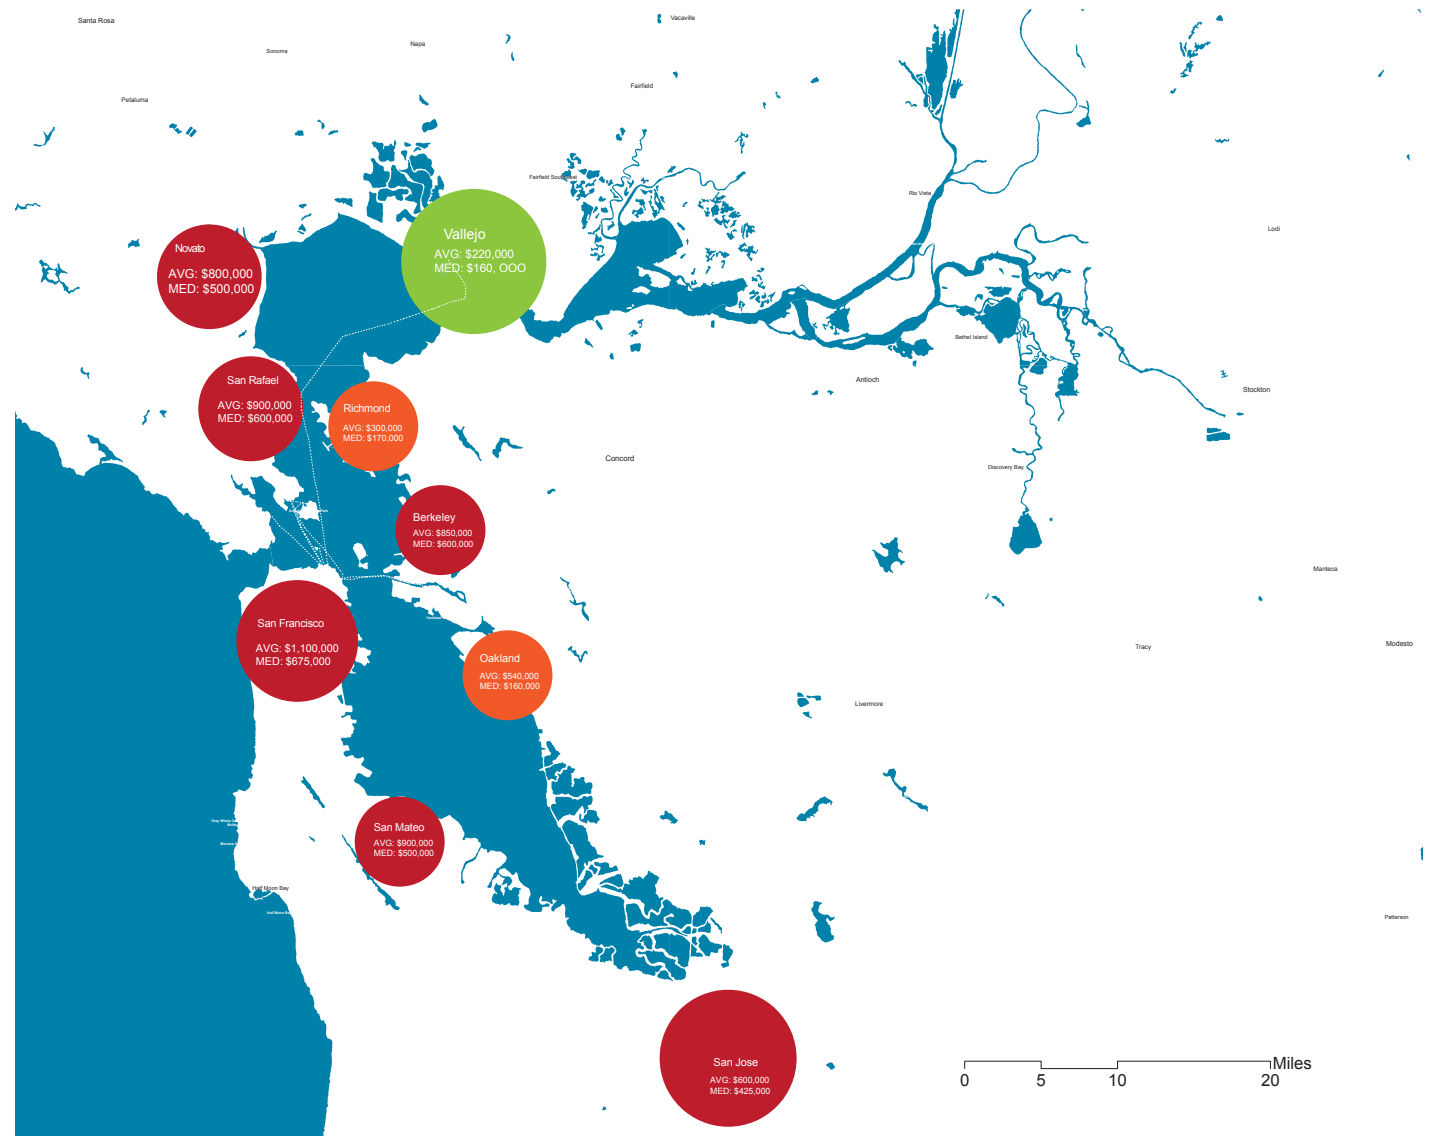 Santa Rosa
Vacaville
Napa
Sonoma
Fairfield
Petaluma
Fairfield Southwest
Rio Vista
Lodi
Vallejo
AVG: $220,000
MED: $160, OOO
Novato
AVG: $800,000
MED: $500,000
Bethel Island
San Rafael
AVG: $900,000
MED: $600,000
Antioch
Stockton
Richmond
AVG: $300,000
MED: $170,000
Concord
Discovery Bay
Berkeley
AVG: $850,000
MED: $600,000
Manteca
San Francisco
AVG: $1,100,000
MED: $675,000
Oakland
AVG: $540,000
MED: $160,000
Tracy
Modesto
Livermore
San Mateo
AVG: $900,000
MED: $500,000
Half Moon Bay
Half Moon Ba
Patterson
San Jose
AVG: $600,000
MED: $425,000
Miles
0 5 10 20